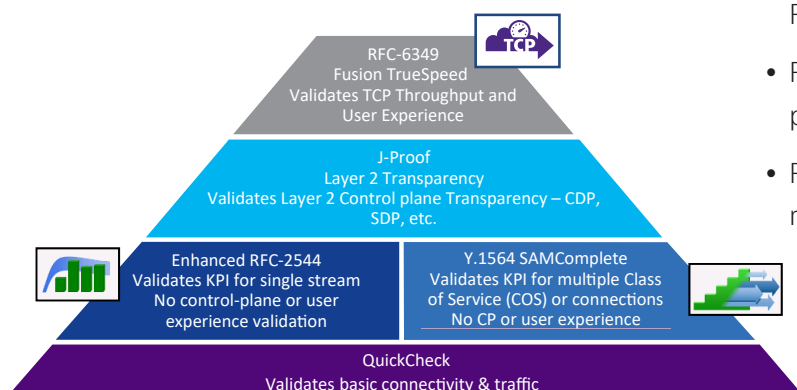 TCP
RFC-6349
Fusion TrueSpeed
Validates TCP Throughput and
User Experience
J-Proof
Layer 2 Transparency
Validates Layer 2 Control plane Transparency – CDP,
SDP, etc.
Enhanced RFC-2544
Validates KPI for single stream
No control-plane or user
experience validation
Y.1564 SAMComplete
Validates KPI for multiple Class
of Service (COS) or connections
No CP or user experience
QuickCheck
Validates basic connectivity & traffic